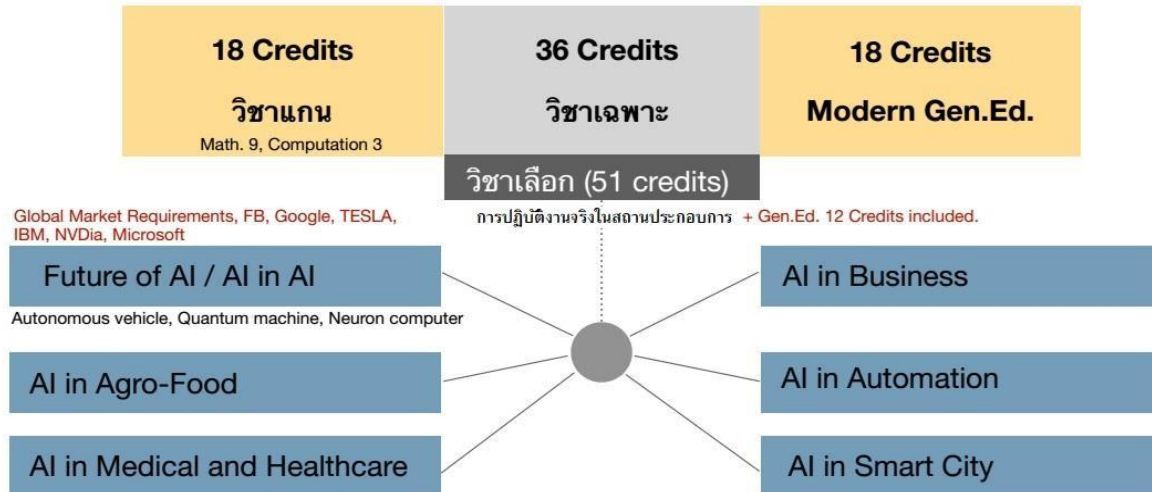 18 Credits
วิชาแกน
Math. 9, Computation 3
36 Credits
วิชาเฉพาะ
18 Credits
Modern Gen.Ed.
วิชาเลือก (51 credits)
Global Market Requirements, FB, Google, TESLA,
IBM, NVDia, Microsoft
การปฏิบัติงานจริงในสถานประกอบการ + Gen.Ed. 12 Credits included.
Future of AI / AI in AI
Autonomous vehicle, Quantum machine, Neuron computer
AI in Agro-Food
AI in Medical and Healthcare
AI in Business
AI in Automation
AI in Smart City